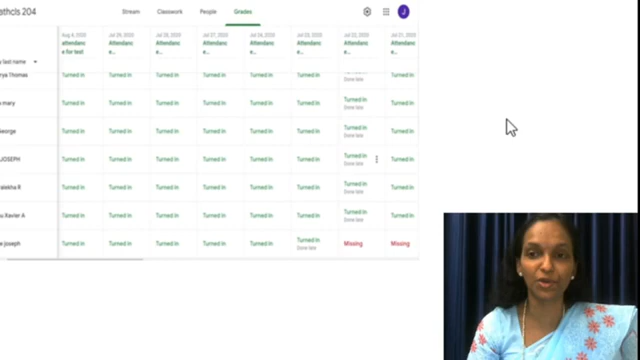 sthcls 204 Stream Classwork People Grades J
Aug 4, 2020 Jul 29, 2020 Jul 28, 2020 Jul 27, 2020 Jul 24, 2020 Jul 23, 2020 Jul 22, 2020 Jul 21, 2020
attendanc Attendanc Attendanc Attendanc Attendanc Attendanc Attendanc Attendanc
e for test e... e... e... e... e... e... e...
y last name
rya Thomas Turned in Turned in Turned in Turned in Turned in Turned in Turned in Turned in
Done late
mary Turned in Turned in Turned in Turned in Turned in Turned in Turned in Turned in
Done late
George Turned in Turned in Turned in Turned in Turned in Turned in Turned in Turned in
Done late
JOSEPH Turned in Turned in Turned in Turned in Turned in Turned in Turned in Turned in
Done late
alekha R Turned in Turned in Turned in Turned in Turned in Turned in Turned in Turned in
Done late
u Xavier A Turned in Turned in Turned in Turned in Turned in Turned in Turned in Turned in
Done late
e joseph Turned in Turned in Turned in Turned in Turned in Turned in Missing Missing
Done late